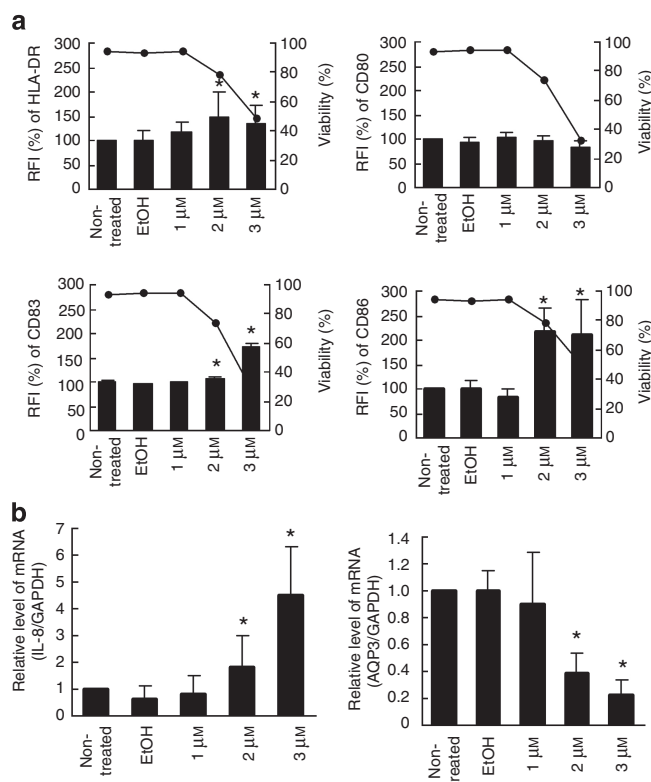 a
RFI (%) of HLA-DR
300
250
200
150
100
50
0
100
80
60
40
20
0
Viability (%)
*
*
Non-
treated
EtOH
1 μM
2 μM
3 μM
RFI (%) of CD80
300
250
200
150
100
50
0
100
80
60
40
20
0
Viability (%)
Non-
treated
EtOH
1 μM
2 μM
3 μM
RFI (%) of CD83
300
250
200
150
100
50
0
100
80
60
40
20
0
Viability (%)
*
*
Non-
treated
EtOH
1 μM
2 μM
3 μM
RFI (%) of CD86
300
250
200
150
100
50
0
100
80
60
40
20
0
Viability (%)
*
*
Non-
treated
EtOH
1 μM
2 μM
3 μM
b
Relative level of mRNA
(IL-8/GAPDH)
7
6
5
4
3
2
1
0
*
*
Non-
treated
EtOH
1 μM
2 μM
3 μM
Relative level of mRNA
(AQP3/GAPDH)
1.4
1.2
1.0
0.8
0.6
0.4
0.2
0
*
*
Non-
treated
EtOH
1 μM
2 μM
3 μM